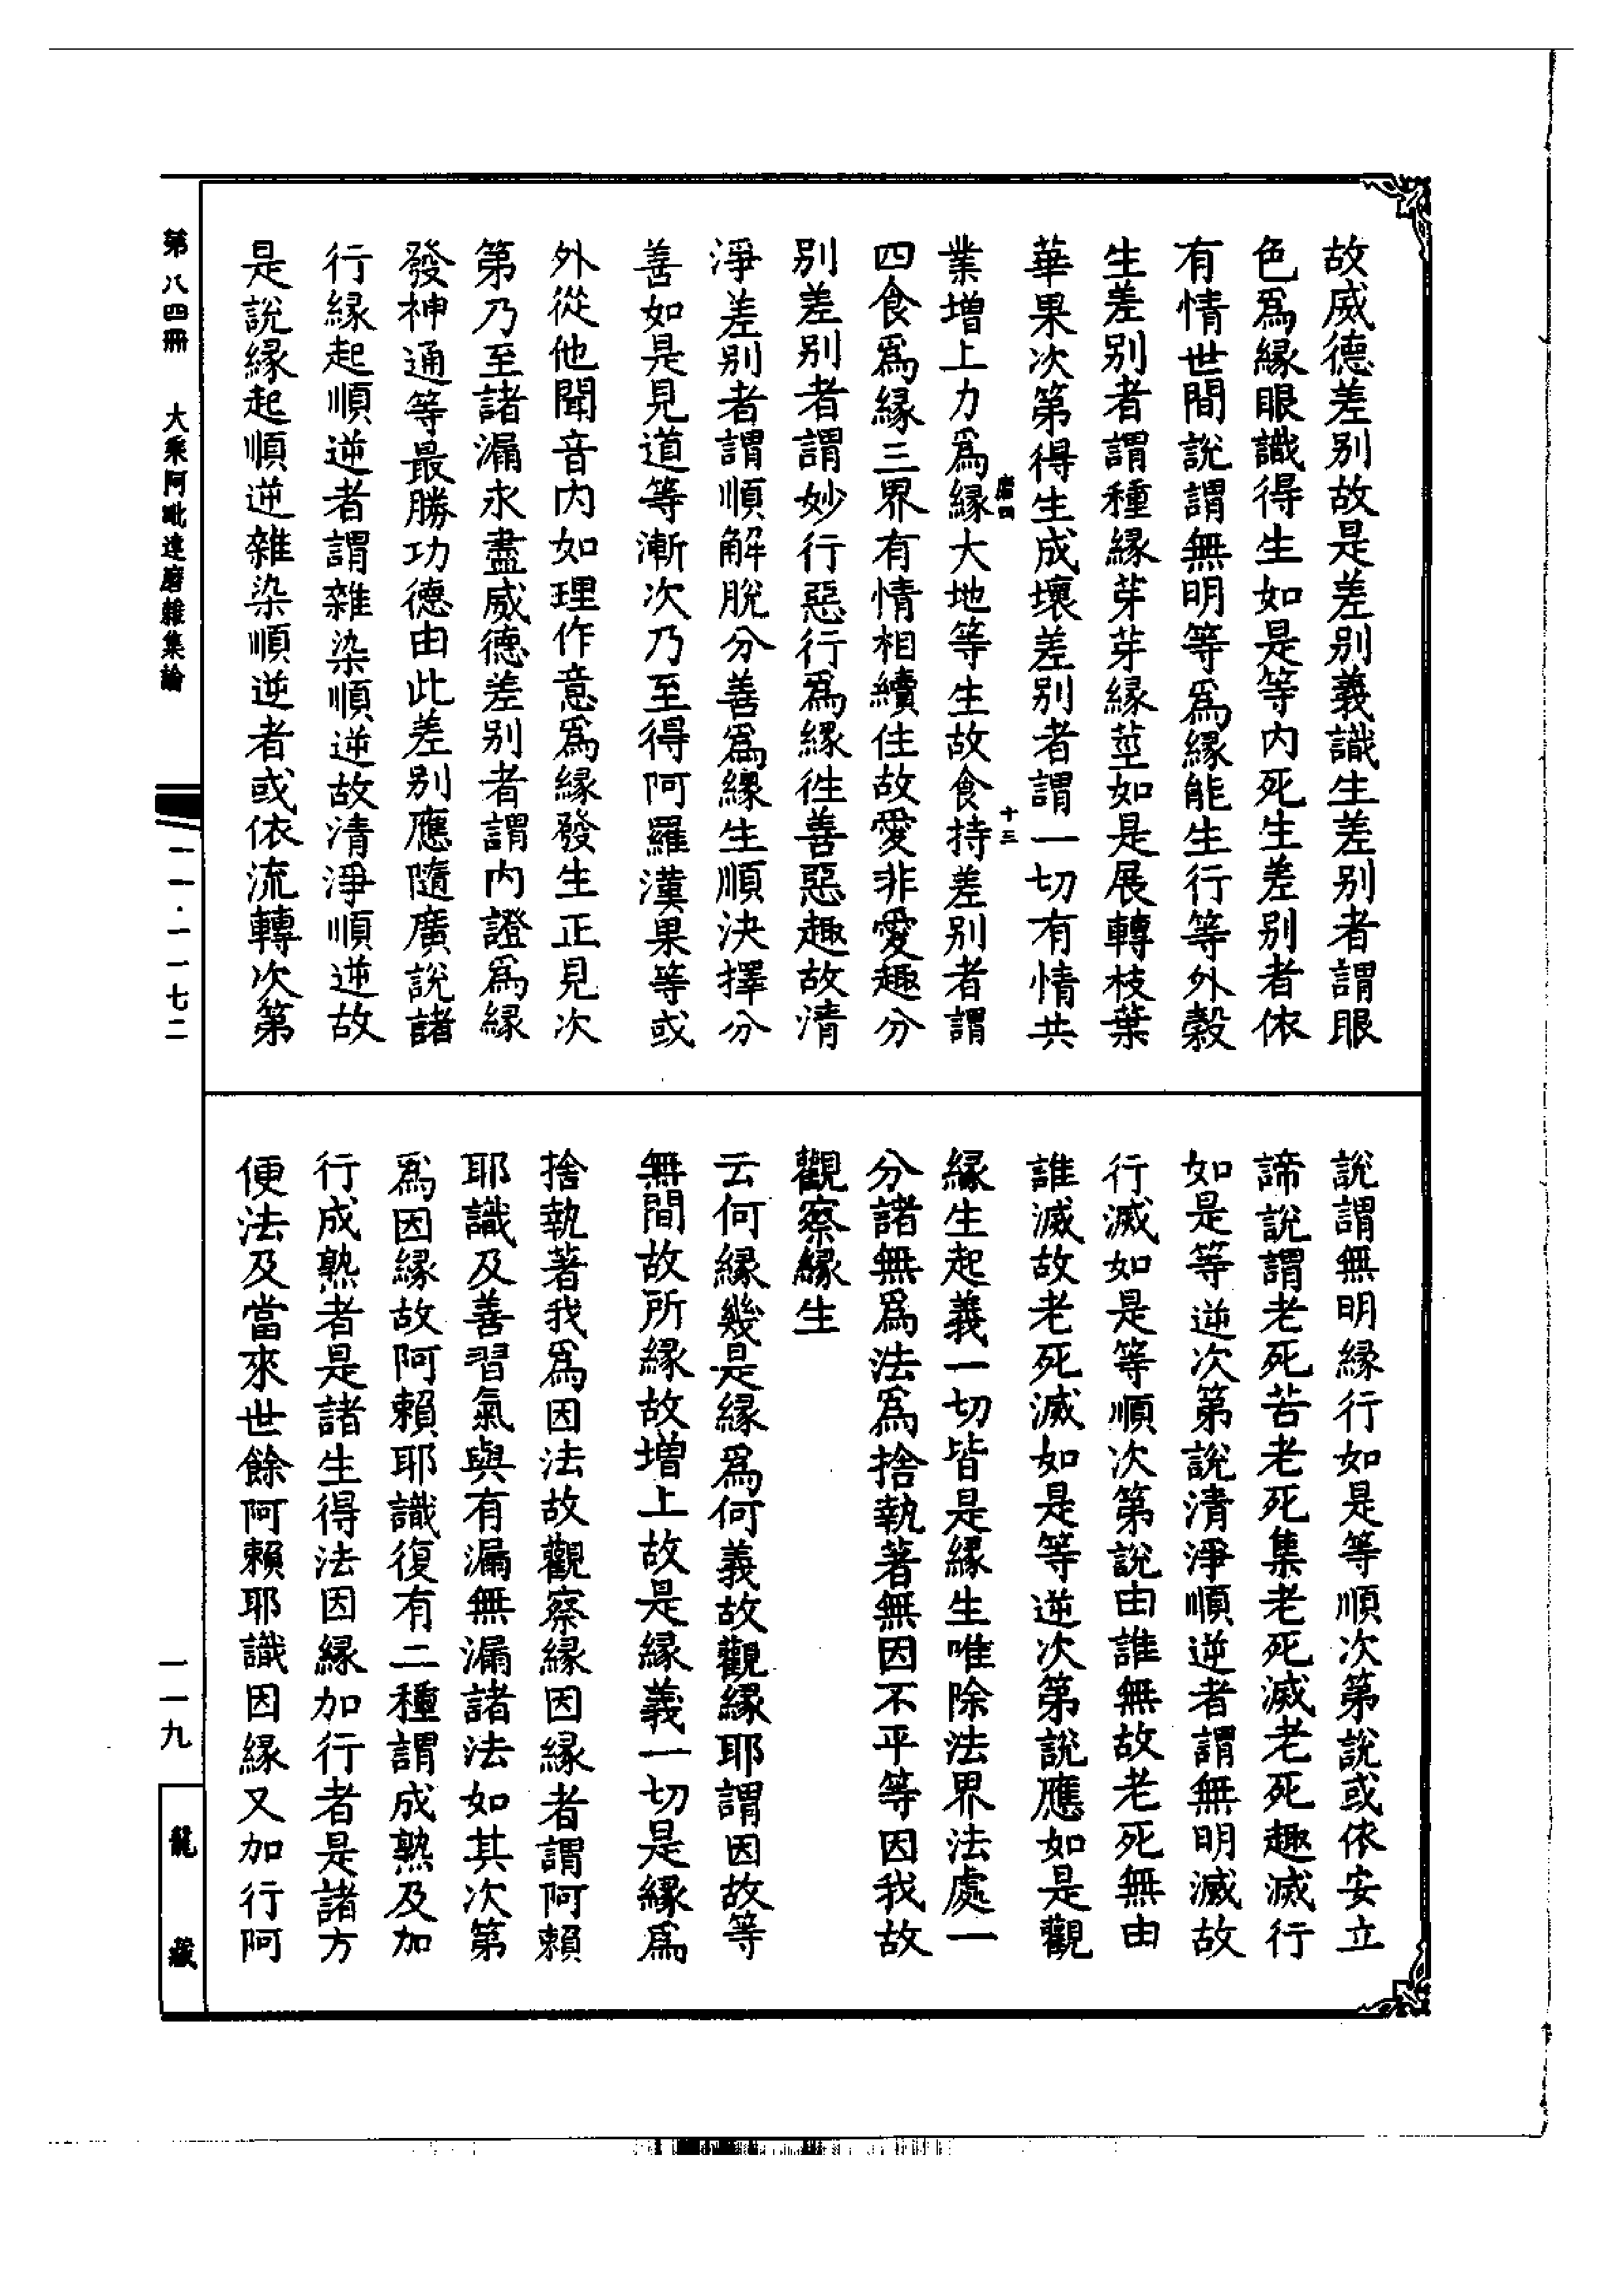 故威德差別故是差別義識生差別者謂眼
色爲緣眼識得生如是等內死生差別者依
有情世間說謂無明等爲緣能生行等外穀
生差別者謂種緣芽芽緣莖如是展轉枝葉
華果次第得生成壞差別者謂一切有情共
磨四 十三
業增上力爲緣大地等生故食持差別者謂
四食爲緣三界有情相續住故愛非愛趣分
別差別者謂妙行惡行爲緣徃善惡趣故清
淨差別者謂順解脫分善爲緣生順決擇分
善如是見道等漸次乃至得阿羅漢果等或
外從他聞音內如理作意爲緣發生正見次
第乃至諸漏永盡威德差別者謂內證爲緣
發神通等最勝功德由此差別應隨廣說諸
行緣起順逆者謂雜染順逆故清淨順逆故
是說緣起順逆雜染順逆者或依流轉次第
說謂無明緣行如是等順次第說或依安立
諦說謂老死苦老死集老死滅老死趣滅行
如是等逆次第說清淨順逆者謂無明滅故
行滅如是等順次第說由誰無故老死無由
誰滅故老死滅如是等逆次第說應如是觀
緣生起義一切皆是緣生唯除法界法處一
分諸無爲法爲捨執著無因不平等因我故
觀察緣生
云何緣幾是緣爲何義故觀緣耶謂因故等
無間故所緣故增上故是緣義一切是緣爲
捨執著我爲因法故觀察緣因緣者謂阿賴
耶識及善習氣與有漏無漏諸法如其次第
爲因緣故阿賴耶識復有二種謂成熟及加
行成熟者是諸生得法因緣加行者是諸方
便法及當來世餘阿賴耶識因緣又加行阿
第八四冊 大乘阿毗達磨雜集論
一一·一一七二
一一九
龍藏